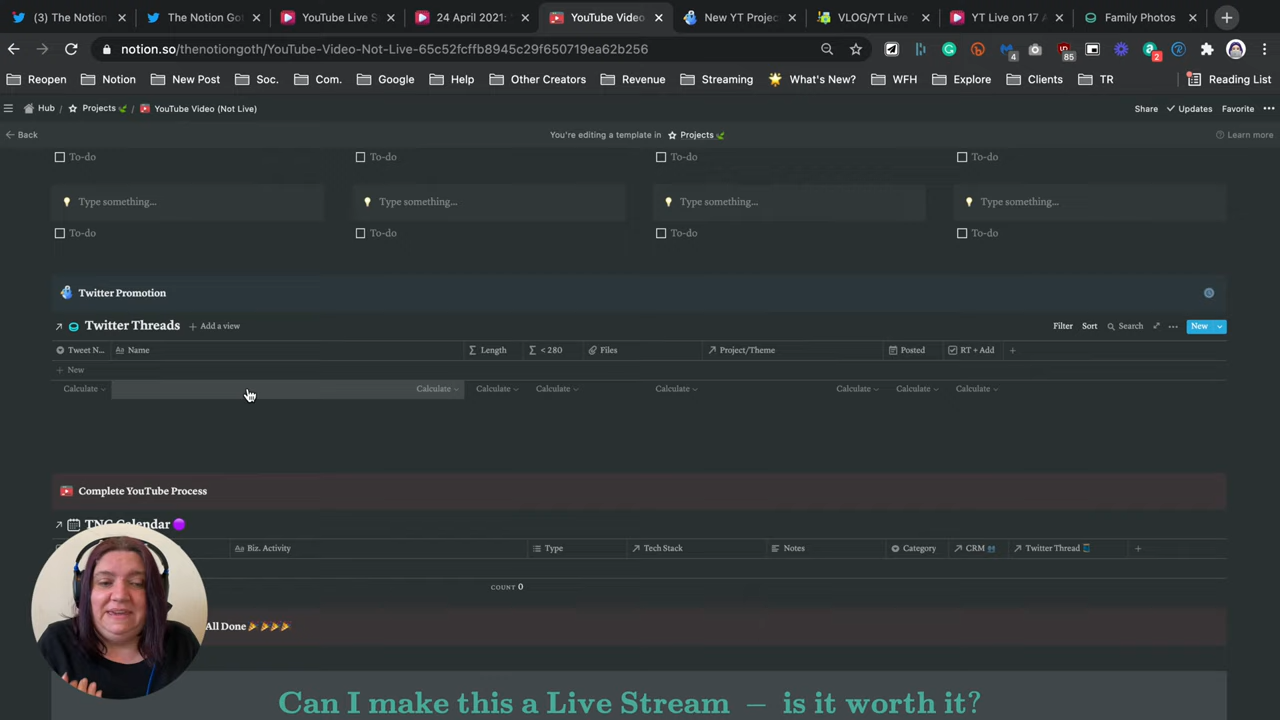 (3) The Notion
The Notion Got
YouTube Live S
24 April 2021:
YouTube Video
New YT Projec
VLOG/YT Live
YT Live on 17 A
Family Photos
notion.so/thenotiongoth/YouTube-Video-Not-Live-65c52fcffb8945c29f650719ea62b256
4
85
2
Reopen Notion New Post Soc. Com. Google Help Other Creators Revenue Streaming What's New? WFH Explore Clients TR Reading List
Hub / Projects / YouTube Video (Not Live) Share Updates Favorite
Back You're editing a template in Projects Learn more
To-do To-do To-do To-do
Type something... Type something... Type something... Type something...
To-do To-do To-do To-do
Twitter Promotion
Twitter Threads + Add a view Filter Sort Search New
Tweet N... Aa Name Length < 280 Files Project/Theme Posted RT + Add +
+ New
Calculate Calculate Calculate Calculate Calculate Calculate Calculate Calculate
Complete YouTube Process
Biz. Activity Type Tech Stack Notes Category CRM Twitter Thread +
COUNT 0
All Done
Can I make this a Live Stream – is it worth it?